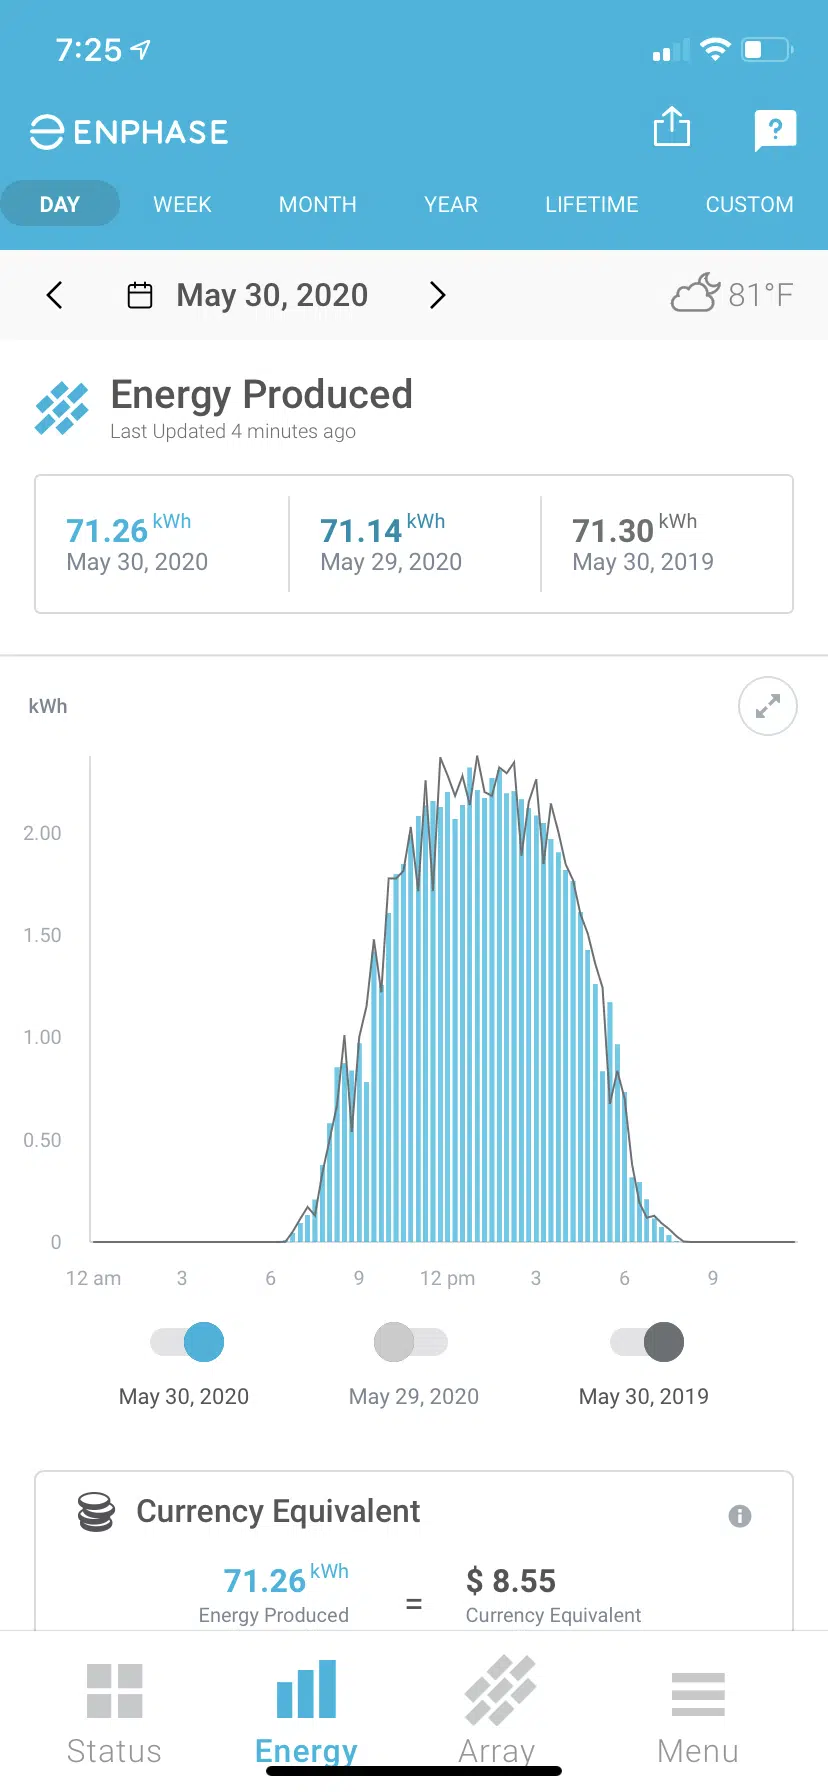 7:25
ENPHASE
?
DAY WEEK MONTH YEAR LIFETIME CUSTOM
May 30, 2020 81°F
Energy Produced
Last Updated 4 minutes ago
71.26 kWh 71.14 kWh 71.30 kWh
May 30, 2020 May 29, 2020 May 30, 2019
kWh
2.00
1.50
1.00
0.50
0
12 am 3 6 9 12 pm 3 6 9
May 30, 2020 May 29, 2020 May 30, 2019
Currency Equivalent i
71.26 kWh = $ 8.55
Energy Produced Currency Equivalent
Status Energy Array Menu